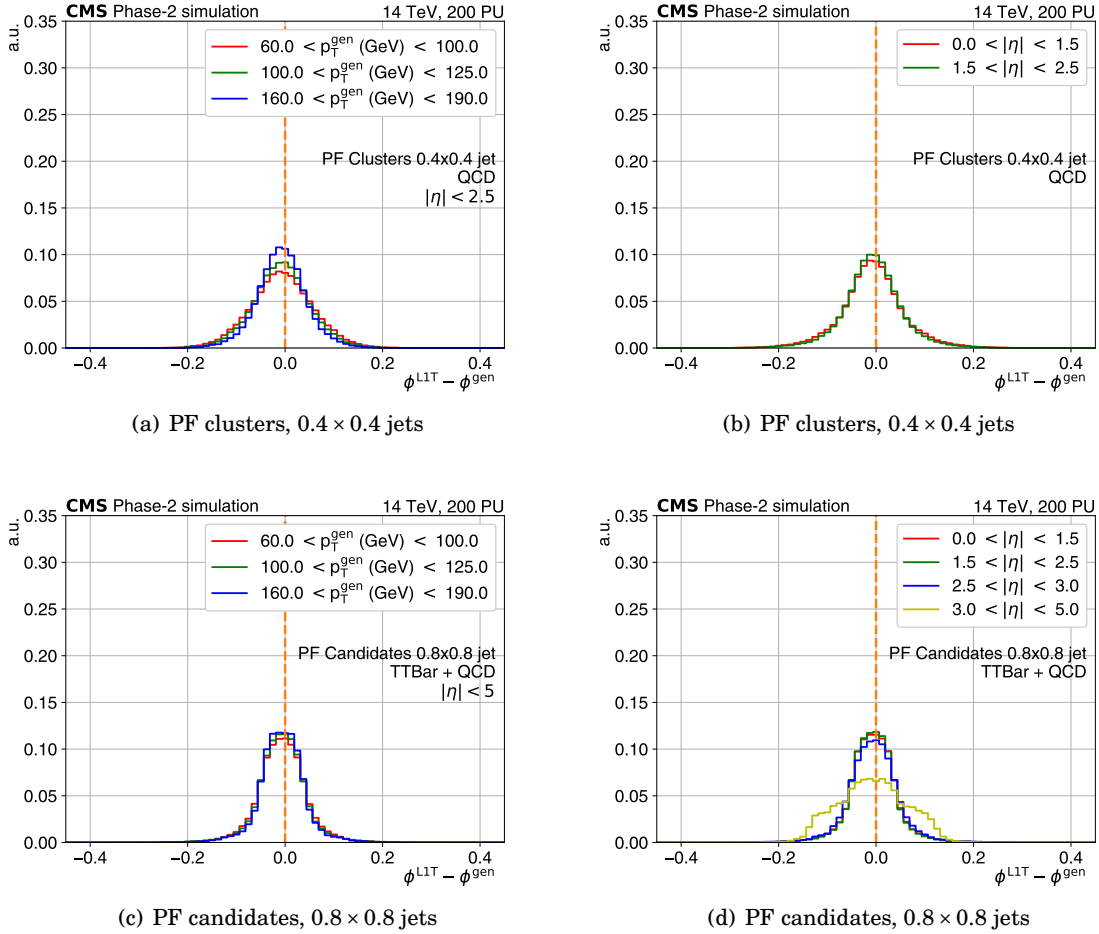 CMS Phase-2 simulation 14 TeV, 200 PU
a.u.
0.35
0.30
0.25
0.20
0.15
0.10
0.05
0.00
60.0 < p_T^gen (GeV) < 100.0
100.0 < p_T^gen (GeV) < 125.0
160.0 < p_T^gen (GeV) < 190.0
PF Clusters 0.4x0.4 jet
QCD
|η| < 2.5
−0.4 −0.2 0.0 0.2 0.4
ϕ^L1T − ϕ^gen
(a) PF clusters, 0.4 × 0.4 jets
CMS Phase-2 simulation 14 TeV, 200 PU
a.u.
0.35
0.30
0.25
0.20
0.15
0.10
0.05
0.00
0.0 < |η| < 1.5
1.5 < |η| < 2.5
PF Clusters 0.4x0.4 jet
QCD
−0.4 −0.2 0.0 0.2 0.4
ϕ^L1T − ϕ^gen
(b) PF clusters, 0.4 × 0.4 jets
CMS Phase-2 simulation 14 TeV, 200 PU
a.u.
0.35
0.30
0.25
0.20
0.15
0.10
0.05
0.00
60.0 < p_T^gen (GeV) < 100.0
100.0 < p_T^gen (GeV) < 125.0
160.0 < p_T^gen (GeV) < 190.0
PF Candidates 0.8x0.8 jet
TTBar + QCD
|η| < 5
−0.4 −0.2 0.0 0.2 0.4
ϕ^L1T − ϕ^gen
(c) PF candidates, 0.8 × 0.8 jets
CMS Phase-2 simulation 14 TeV, 200 PU
a.u.
0.35
0.30
0.25
0.20
0.15
0.10
0.05
0.00
0.0 < |η| < 1.5
1.5 < |η| < 2.5
2.5 < |η| < 3.0
3.0 < |η| < 5.0
PF Candidates 0.8x0.8 jet
TTBar + QCD
−0.4 −0.2 0.0 0.2 0.4
ϕ^L1T − ϕ^gen
(d) PF candidates, 0.8 × 0.8 jets